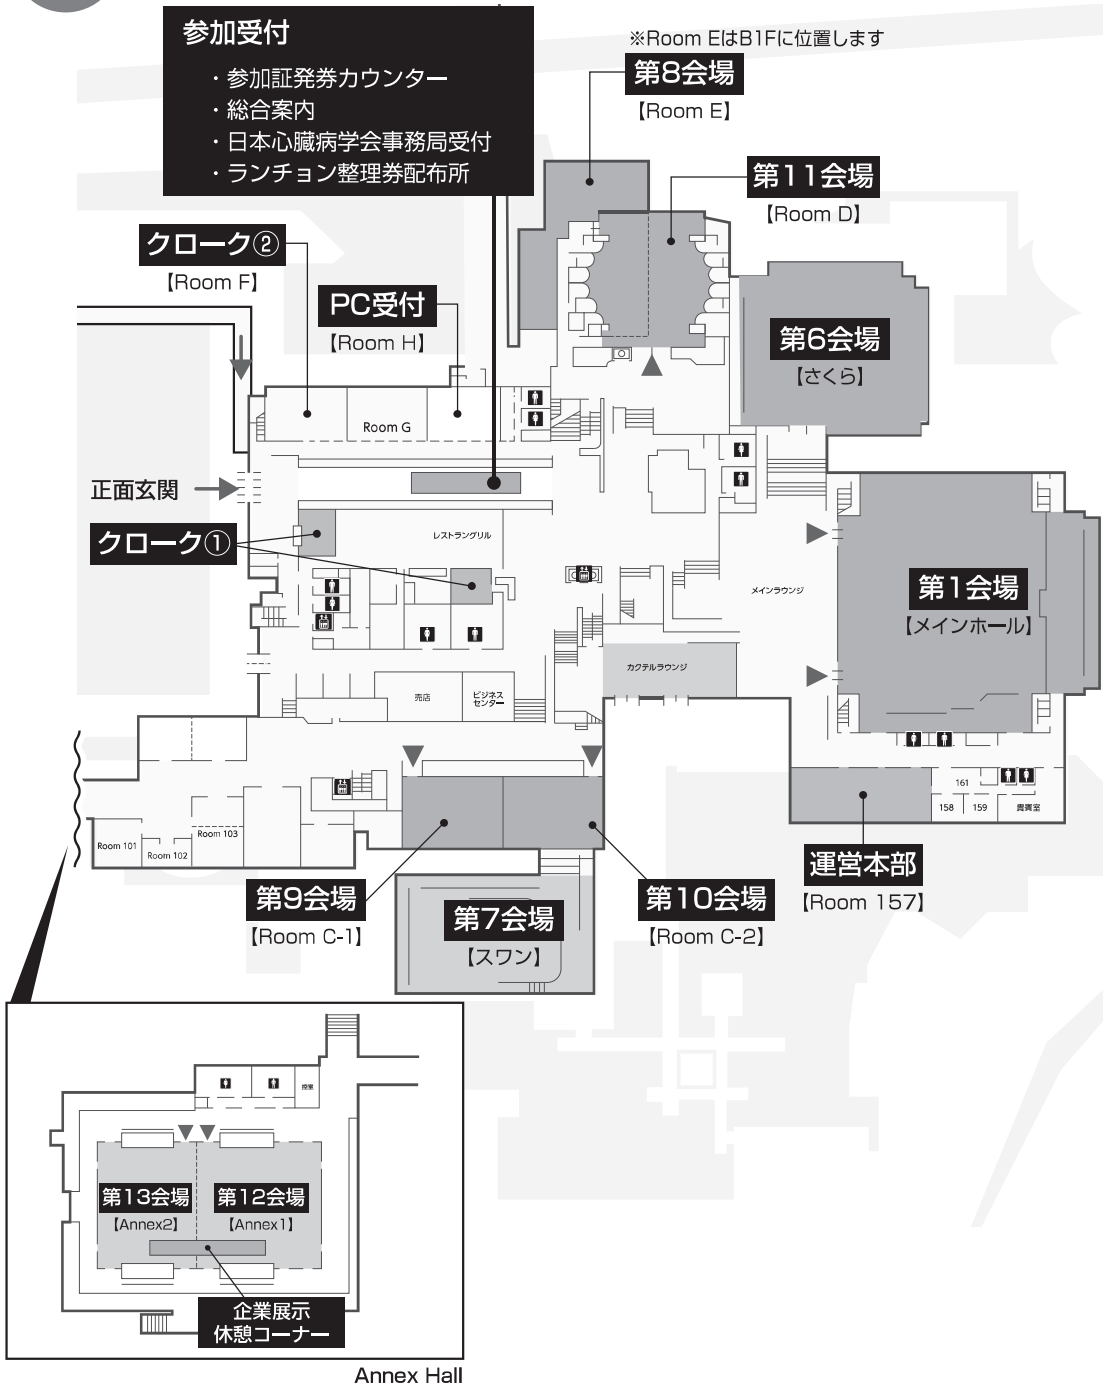 参加受付
・参加証発券カウンター
・総合案内
・日本心臓病学会事務局受付
・ランチョン整理券配布所
※Room EはB1Fに位置します
第8会場
【Room E】
第11会場
【Room D】
クローク②
【Room F】
PC受付
【Room H】
第6会場
【さくら】
Room G
正面玄関
クローク①
レストラングリル
メインラウンジ
第1会場
【メインホール】
カクテルラウンジ
売店
ビジネス
センター
161
158
159
貴賓室
Room 101
Room 102
Room 103
運営本部
【Room 157】
第9会場
【Room C-1】
第7会場
【スワン】
第10会場
【Room C-2】
控室
第13会場
【Annex2】
第12会場
【Annex1】
企業展示
休憩コーナー
Annex Hall